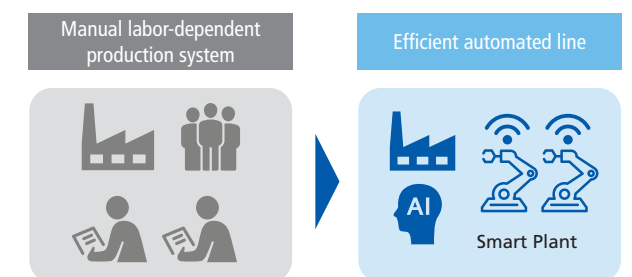 Manual labor-dependent
production system
Efficient automated line
AI
Smart Plant